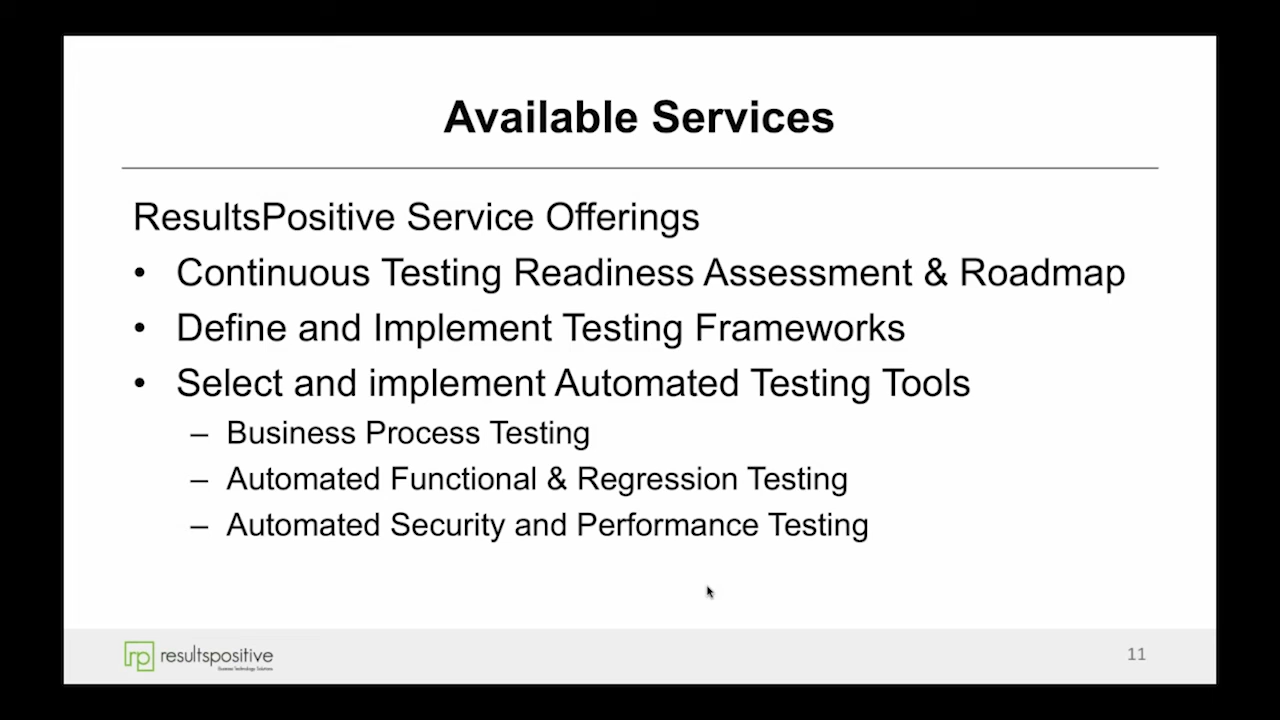 Available Services
ResultsPositive Service Offerings
• Continuous Testing Readiness Assessment & Roadmap
• Define and Implement Testing Frameworks
• Select and implement Automated Testing Tools
– Business Process Testing
– Automated Functional & Regression Testing
– Automated Security and Performance Testing
rp resultspositive
Business Technology Solutions
11